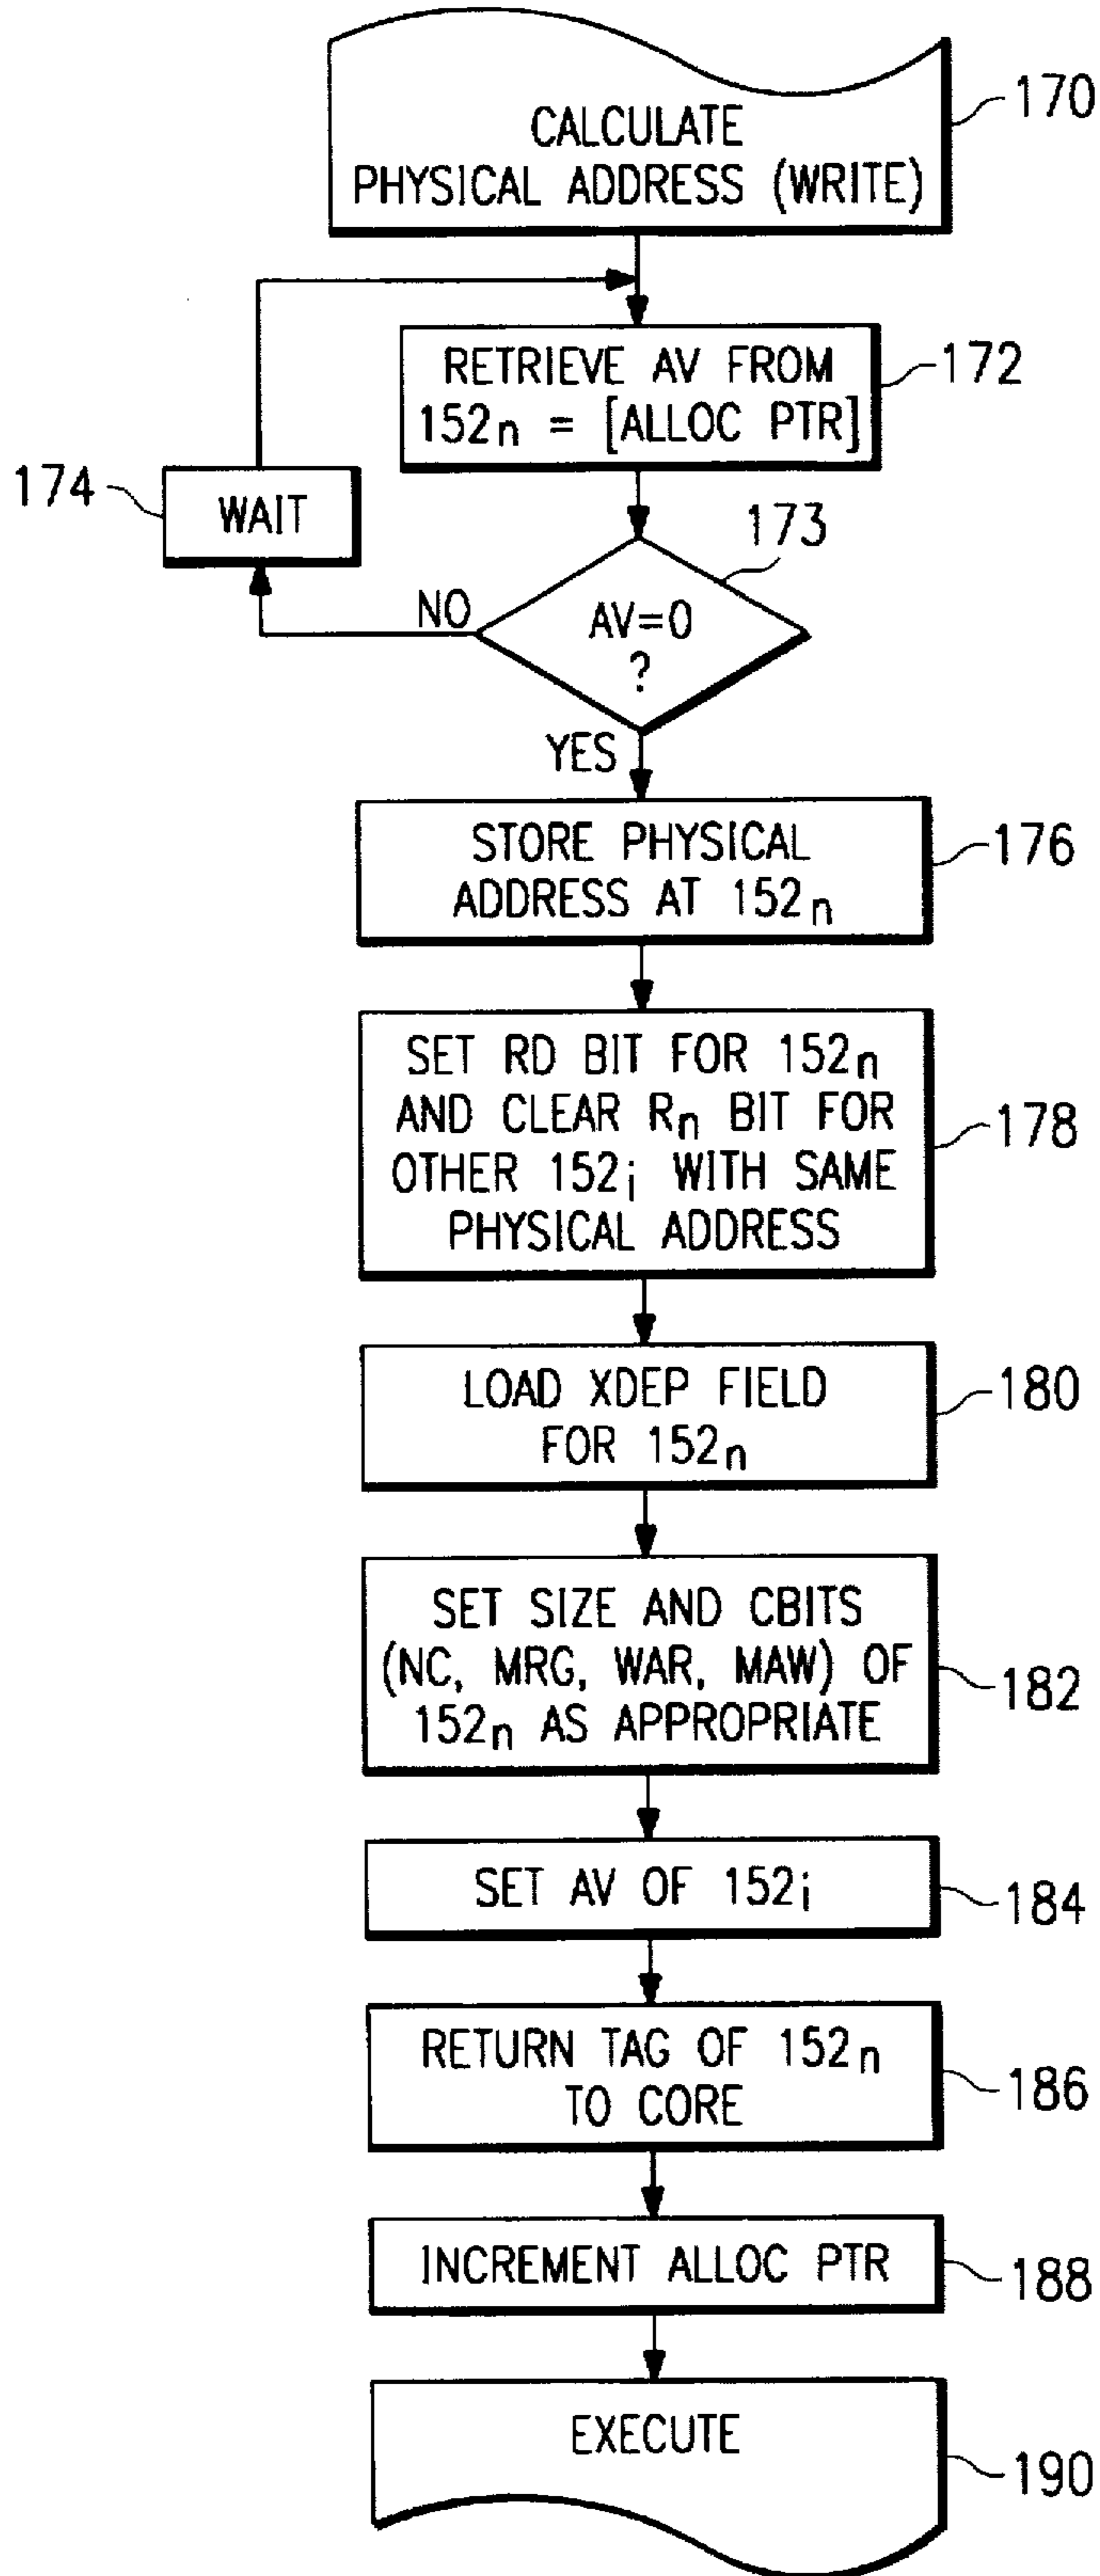 CALCULATE
PHYSICAL ADDRESS (WRITE)
170
RETRIEVE AV FROM
152n = [ALLOC PTR]
172
174
WAIT
173
NO
AV=0
?
YES
STORE PHYSICAL
ADDRESS AT 152n
176
SET RD BIT FOR 152n
AND CLEAR Rn BIT FOR
OTHER 152i WITH SAME
PHYSICAL ADDRESS
178
LOAD XDEP FIELD
FOR 152n
180
SET SIZE AND CBITS
(NC, MRG, WAR, MAW) OF
152n AS APPROPRIATE
182
SET AV OF 152i
184
RETURN TAG OF 152n
TO CORE
186
INCREMENT ALLOC PTR
188
EXECUTE
190